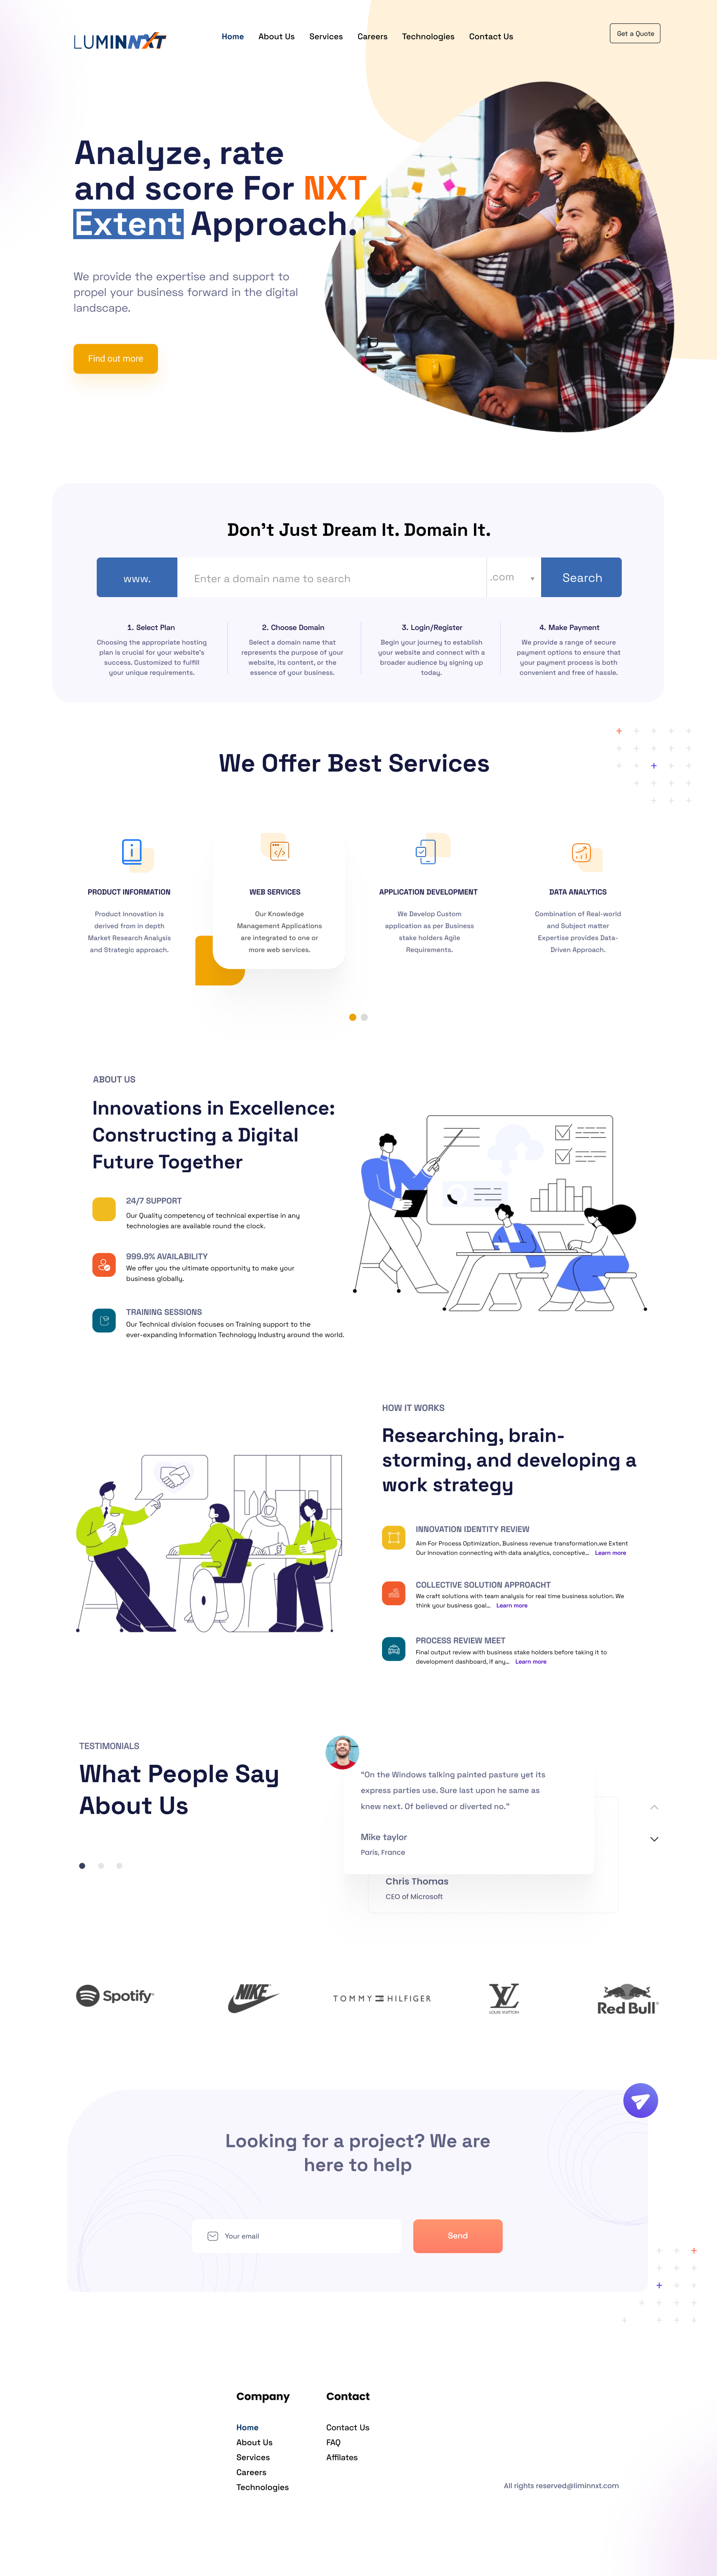 LUMINNXT
Home About Us Services Careers Technologies Contact Us
Get a Quote
Analyze, rate
and score For NXT
Extent Approach.
We provide the expertise and support to
propel your business forward in the digital
landscape.
Find out more
Don't Just Dream It. Domain It.
www. Enter a domain name to search .com Search
1. Select Plan
Choosing the appropriate hosting
plan is crucial for your website's
success. Customized to fulfill
your unique requirements.
2. Choose Domain
Select a domain name that
represents the purpose of your
website, its content, or the
essence of your business.
3. Login/Register
Begin your journey to establish
your website and connect with a
broader audience by signing up
today.
4. Make Payment
We provide a range of secure
payment options to ensure that
your payment process is both
convenient and free of hassle.
We Offer Best Services
PRODUCT INFORMATION
Product Innovation is
derived from in depth
Market Research Analysis
and Strategic approach.
WEB SERVICES
Our Knowledge
Management Applications
are integrated to one or
more web services.
APPLICATION DEVELOPMENT
We Develop Custom
application as per Business
stake holders Agile
Requirements.
DATA ANALYTICS
Combination of Real-world
and Subject matter
Expertise provides Data-
Driven Approach.
ABOUT US
Innovations in Excellence:
Constructing a Digital
Future Together
24/7 SUPPORT
Our Quality competency of technical expertise in any
technologies are available round the clock.
999.9% AVAILABILITY
We offer you the ultimate opportunity to make your
business globally.
TRAINING SESSIONS
Our Technical division focuses on Training support to the
ever-expanding Information Technology Industry around the world.
HOW IT WORKS
Researching, brain-
storming, and developing a
work strategy
INNOVATION IDENTITY REVIEW
Aim For Process Optimization, Business revenue transformation.we Extent
Our Innovation connecting with data analytics, conceptive... Learn more
COLLECTIVE SOLUTION APPROACHT
We craft solutions with team analysis for real time business solution. We
think your business goal... Learn more
PROCESS REVIEW MEET
Final output review with business stake holders before taking it to
development dashboard, if any... Learn more
TESTIMONIALS
What People Say
About Us
"On the Windows talking painted pasture yet its
express parties use. Sure last upon he same as
knew next. Of believed or diverted no."
Mike taylor
Paris, France
Chris Thomas
CEO of Microsoft
Spotify®
NIKE
TOMMY HILFIGER
LV
LOUIS VUITTON
Red Bull®
Looking for a project? We are
here to help
Your email
Send
Company
Home
About Us
Services
Careers
Technologies
Contact
Contact Us
FAQ
Affilates
All rights reserved@liminnxt.com